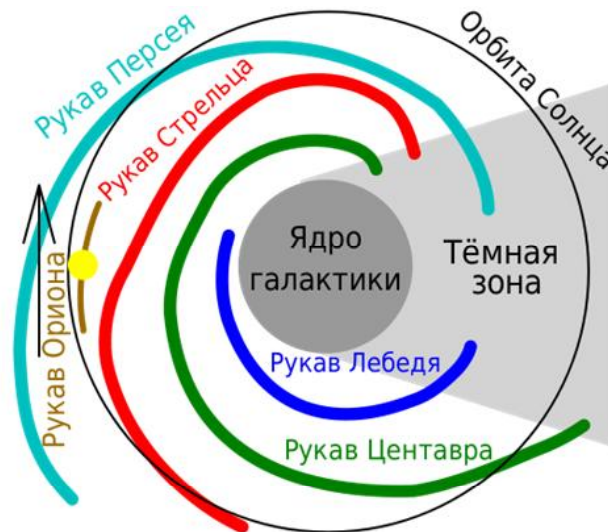 Рукав Персея
Орбита Солнца
Рукав Стрельца
Рукав Ориона
Ядро
галактики
Тёмная
зона
Рукав Лебедя
Рукав Центавра